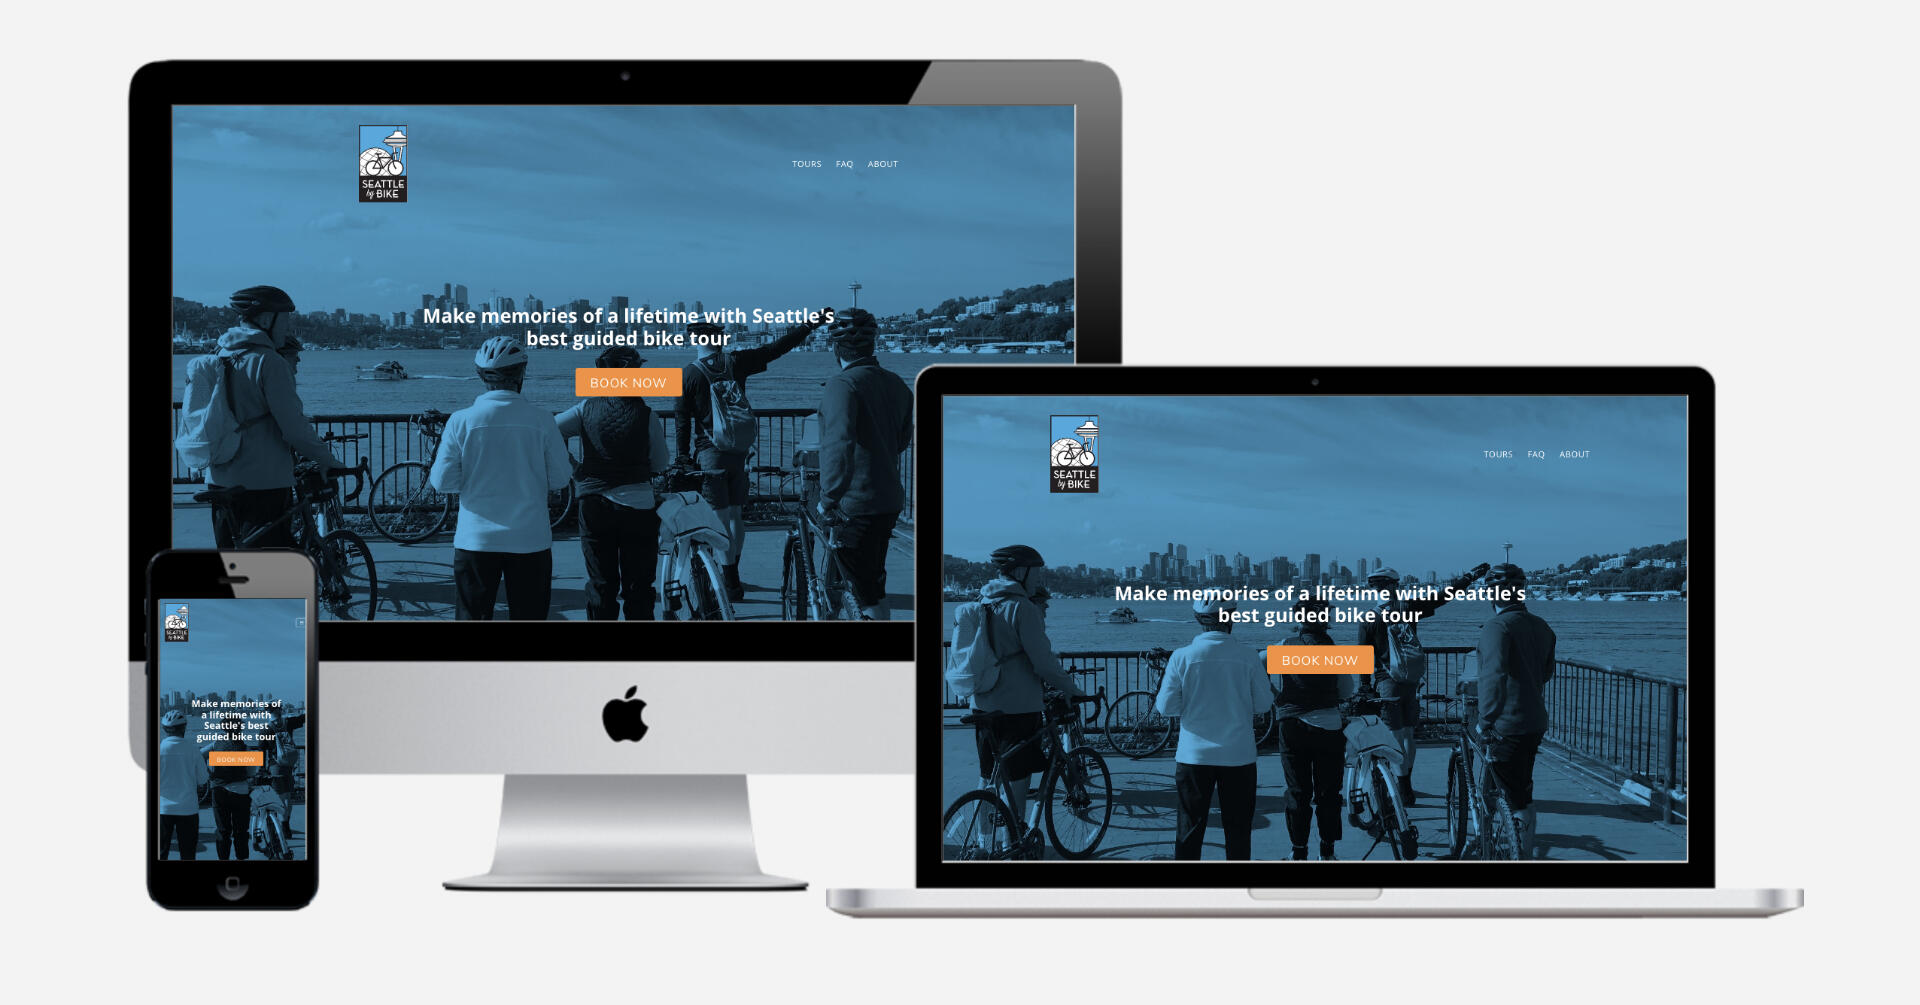 SEATTLE
by BIKE
TOURS FAQ ABOUT
Make memories of a lifetime with Seattle's
best guided bike tour
BOOK NOW
SEATTLE
by BIKE
TOURS FAQ ABOUT
Make memories of a lifetime with Seattle's
best guided bike tour
BOOK NOW
SEATTLE
by BIKE
Make memories of
a lifetime with
Seattle's best
guided bike tour
BOOK NOW